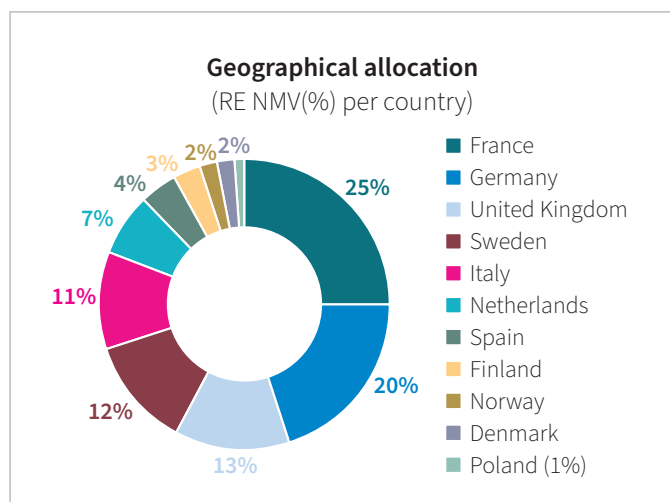 Geographical allocation
(RE NMV(%) per country)
25%
20%
13%
12%
11%
7%
4%
3%
2%
2%
France
Germany
United Kingdom
Sweden
Italy
Netherlands
Spain
Finland
Norway
Denmark
Poland (1%)